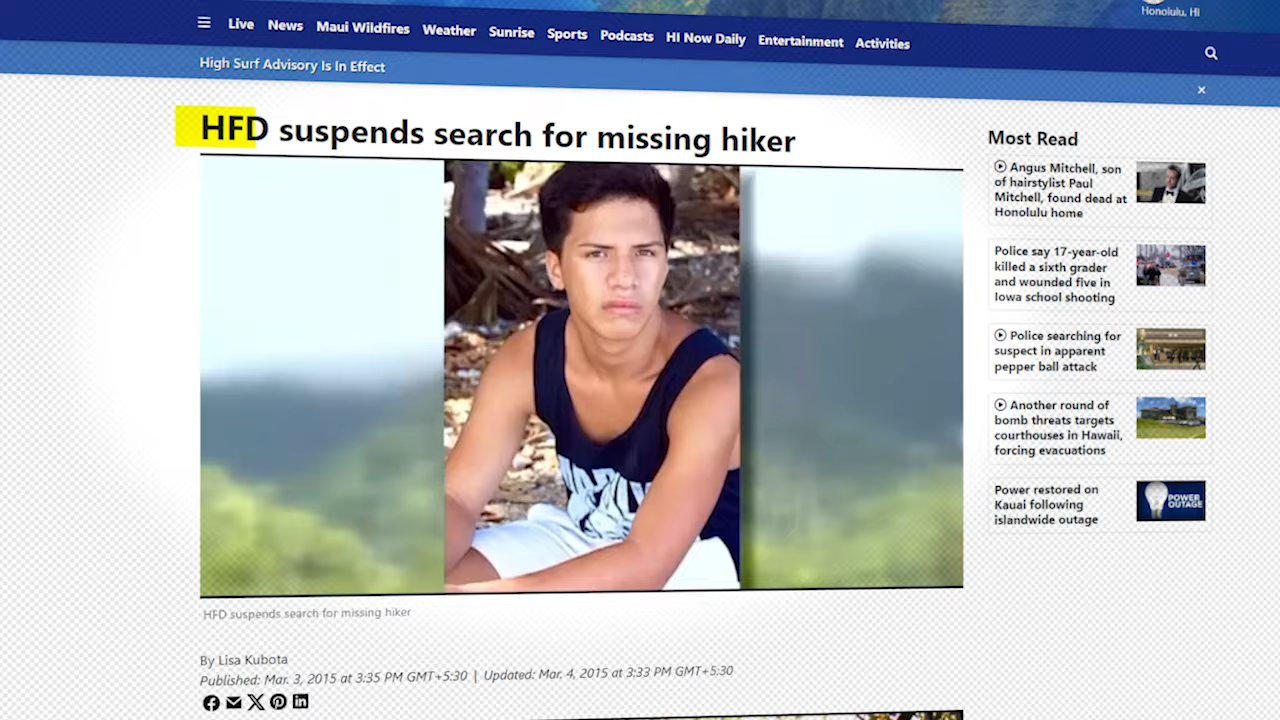 Honolulu, HI
Live News Maui Wildfires Weather Sunrise Sports Podcasts HI Now Daily Entertainment Activities
High Surf Advisory Is In Effect
HFD suspends search for missing hiker
HFD suspends search for missing hiker
By Lisa Kubota
Published: Mar. 3, 2015 at 3:35 PM GMT+5:30 | Updated: Mar. 4, 2015 at 3:33 PM GMT+5:30
Most Read
Angus Mitchell, son
of hairstylist Paul
Mitchell, found dead at
Honolulu home
Police say 17-year-old
killed a sixth grader
and wounded five in
Iowa school shooting
Police searching for
suspect in apparent
pepper ball attack
Another round of
bomb threats targets
courthouses in Hawaii,
forcing evacuations
Power restored on
Kauai following
islandwide outage
POWER
OUTAGE